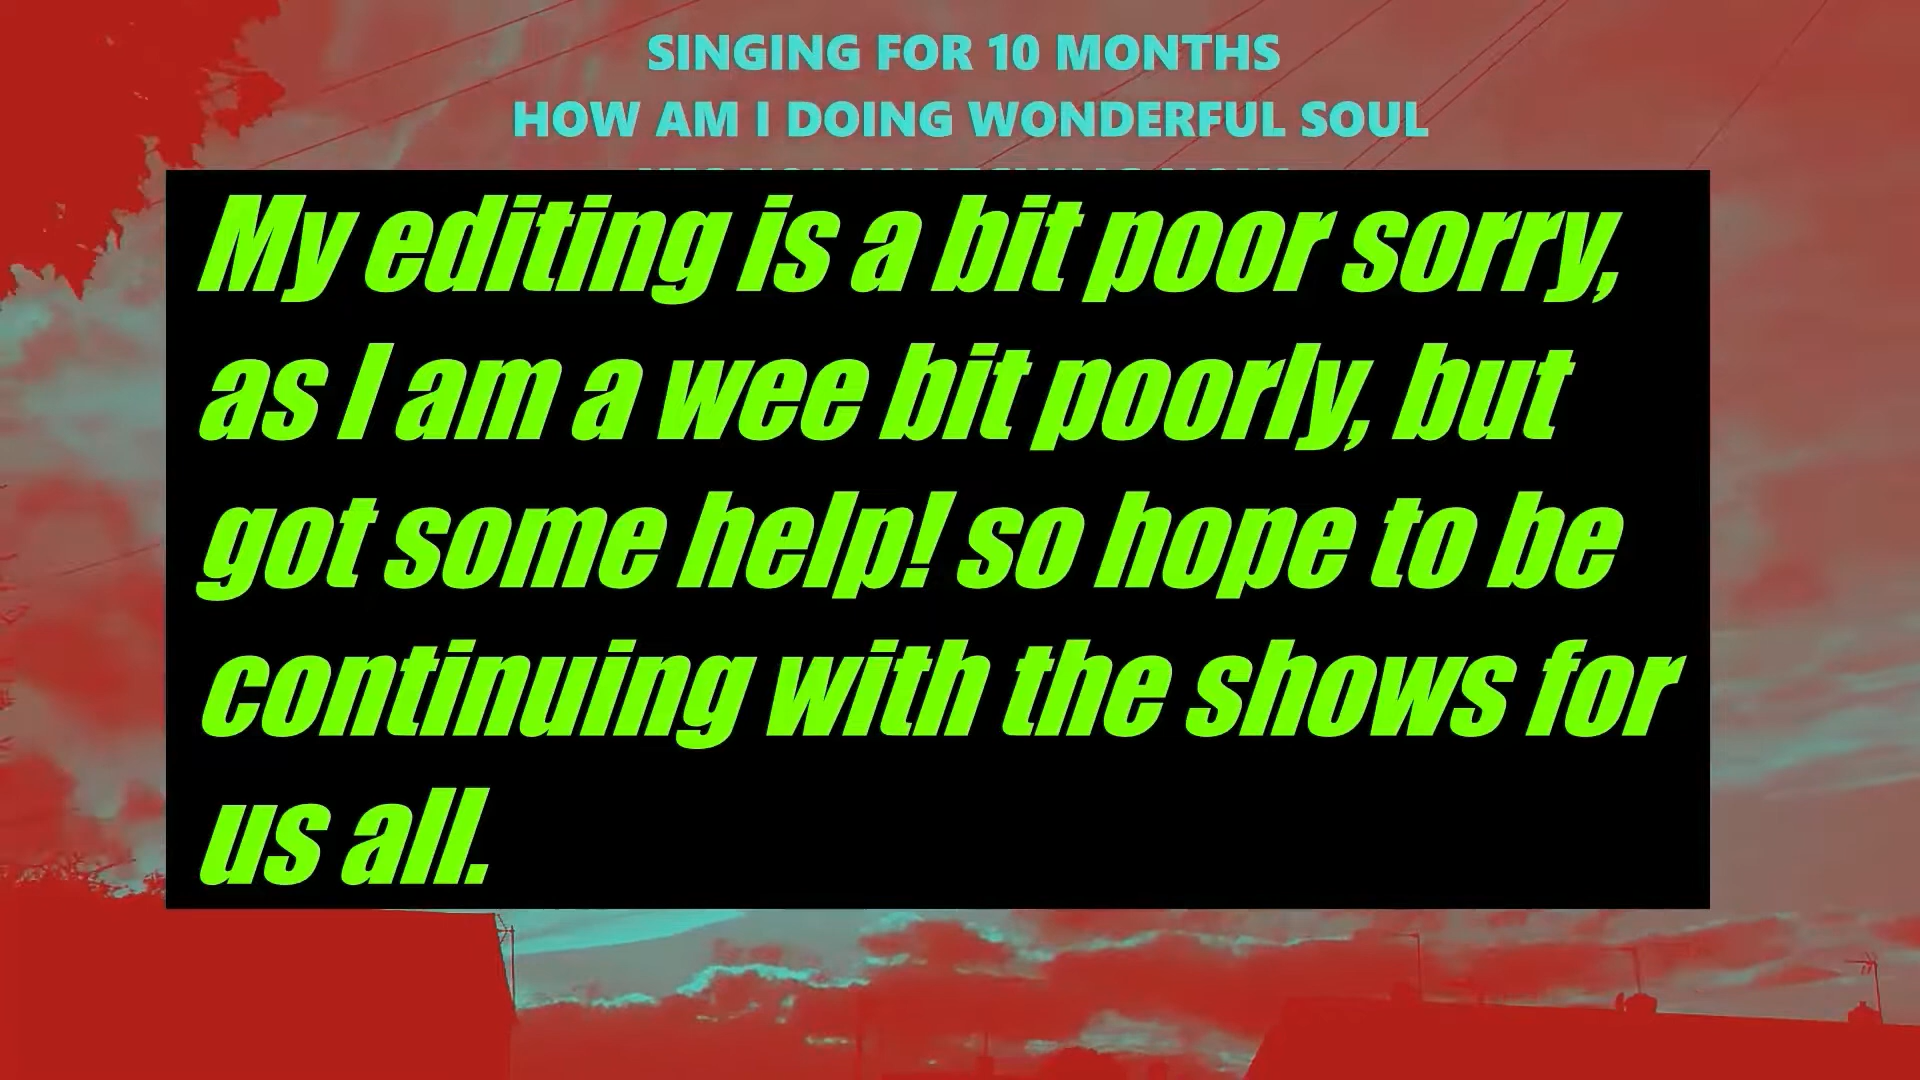 SINGING FOR 10 MONTHS
HOW AM I DOING WONDERFUL SOUL
My editing is a bit poor sorry,
as I am a wee bit poorly, but
got some help! so hope to be
continuing with the shows for
us all.